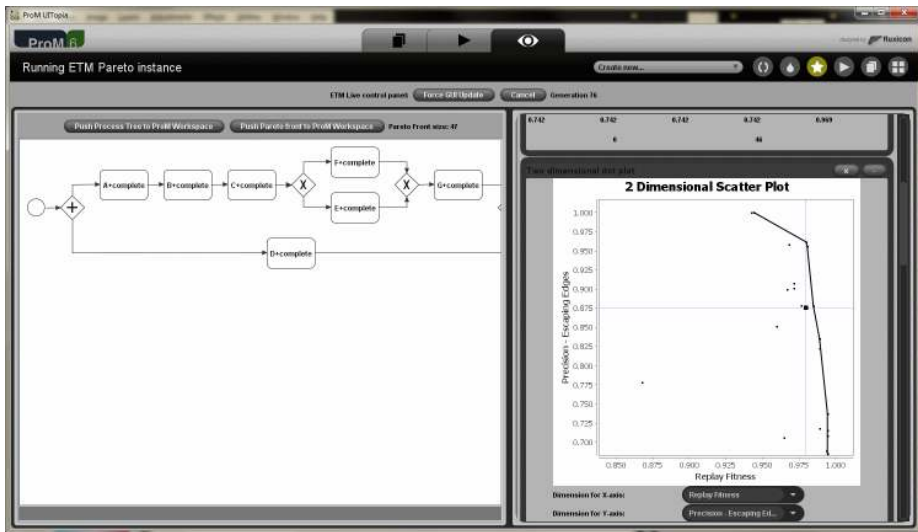 ProM UITopia
ProM 6
fluxicon
Running ETM Pareto instance
Create new...
ETM Live control panel: Force GUI Update Cancel Generation 76
Push Process Tree to ProM Workspace Push Pareto front to ProM Workspace Pareto Front size: 47
A+complete B+complete C+complete F+complete E+complete G+complete
D+complete
0.742 0.742 0.742 0.742 0.969
6 46
Two dimensional dot plot
2 Dimensional Scatter Plot
Precision - Escaping Edges
1.000
0.975
0.950
0.925
0.900
0.875
0.850
0.825
0.800
0.775
0.750
0.725
0.700
0.850 0.875 0.900 0.925 0.950 0.975 1.000
Replay Fitness
Dimension for X-axis: Replay Fitness
Dimension for Y-axis: Precision - Escaping Ed...